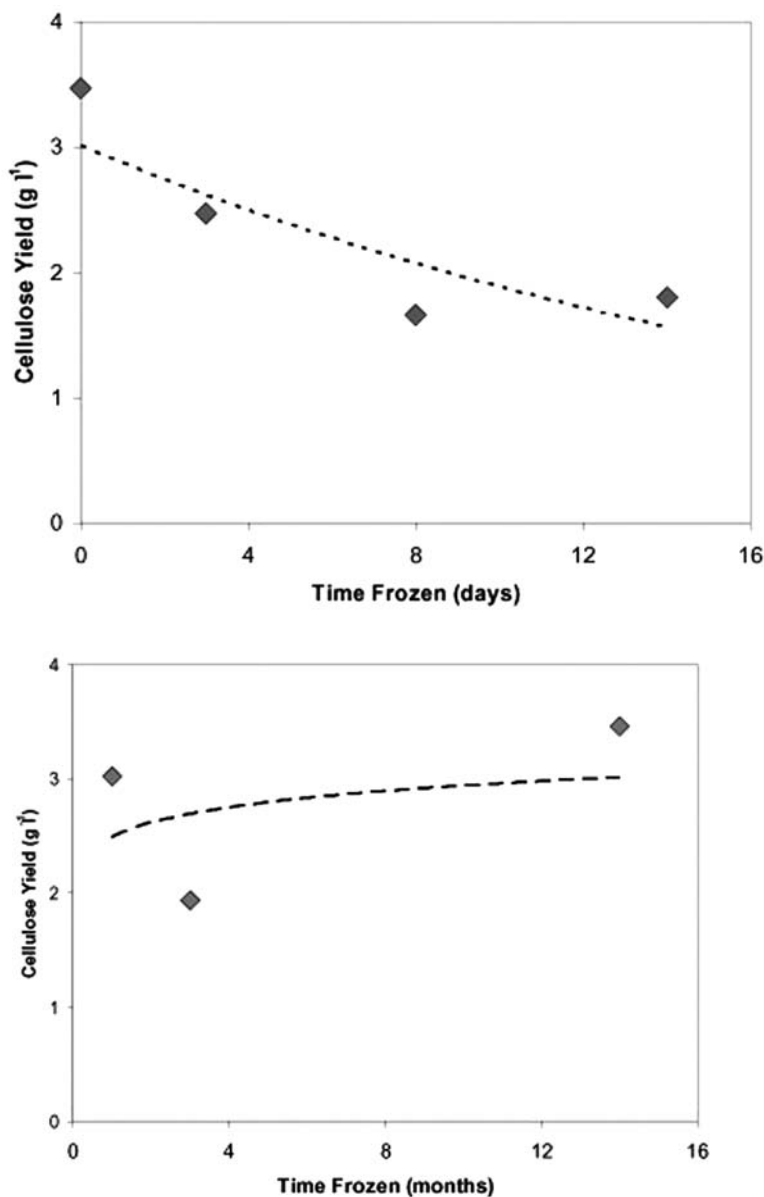 4
3
2
1
0
Cellulose Yield (g l¹)
0 4 8 12 16
Time Frozen (days)
4
3
2
1
0
Cellulose Yield (g⁻¹)
0 4 8 12 16
Time Frozen (months)